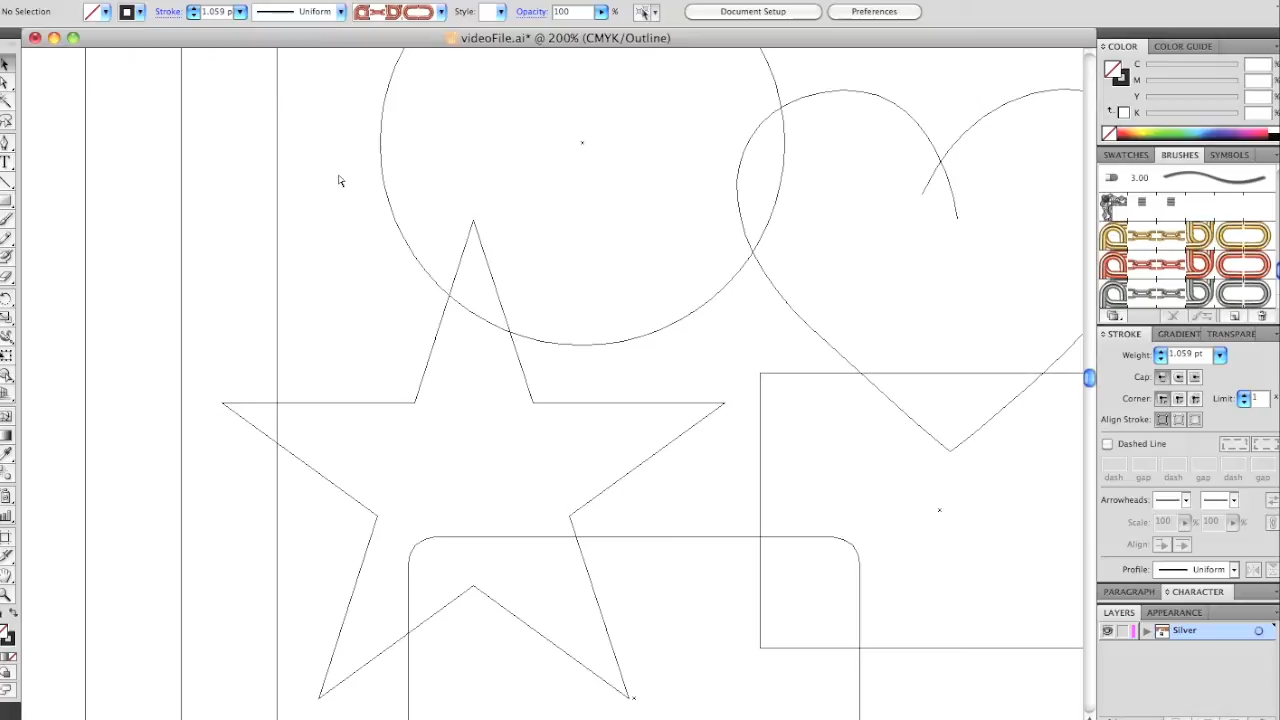 No Selection Stroke: 1.059 p Uniform Style: Opacity: 100 % Document Setup Preferences
videoFile.ai* @ 200% (CMYK/Outline)
COLOR COLOR GUIDE
C %
M %
Y %
K %
SWATCHES BRUSHES SYMBOLS
3.00
STROKE GRADIENT TRANSPARE
Weight: 1.059 pt
Cap:
Corner: Limit: 1 x
Align Stroke:
Dashed Line
dash gap dash gap dash gap
Arrowheads:
Scale: 100 % 100 %
Align:
Profile: Uniform
PARAGRAPH CHARACTER
LAYERS APPEARANCE
Silver